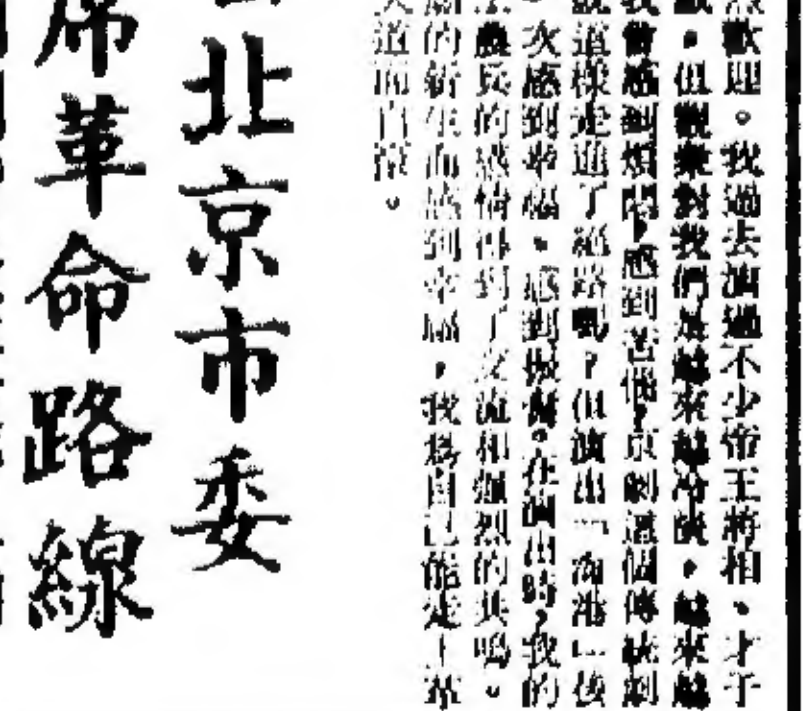 歡迎。我過去演過不少帝王將相、才子
,但觀衆對我們是越來越冷淡,越來越
我曾感到煩悶,感到苦惱,京劇這個傳統劇
道樣走進了絕路嗎?但演出「海港」後
次感到幸福,感到振奮。在演出時,我的
農兵的感情得到了交流和強烈的共鳴。
的新生而感到幸福,我爲自己能走上革
道而自豪。
北京市委
席革命路線